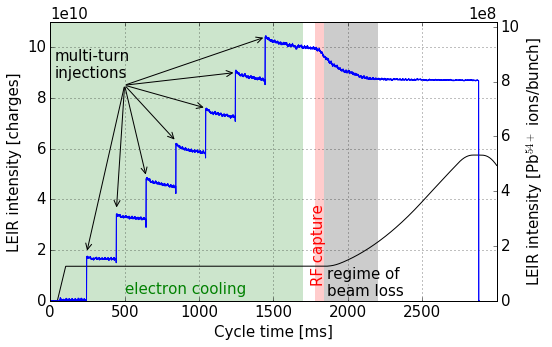 1e10
1e8
multi-turn
injections
electron cooling
RF capture
regime of
beam loss
LEIR intensity [charges]
0
2
4
6
8
10
LEIR intensity [Pb⁵⁴⁺ ions/bunch]
0
2
4
6
8
10
0 500 1000 1500 2000 2500
Cycle time [ms]